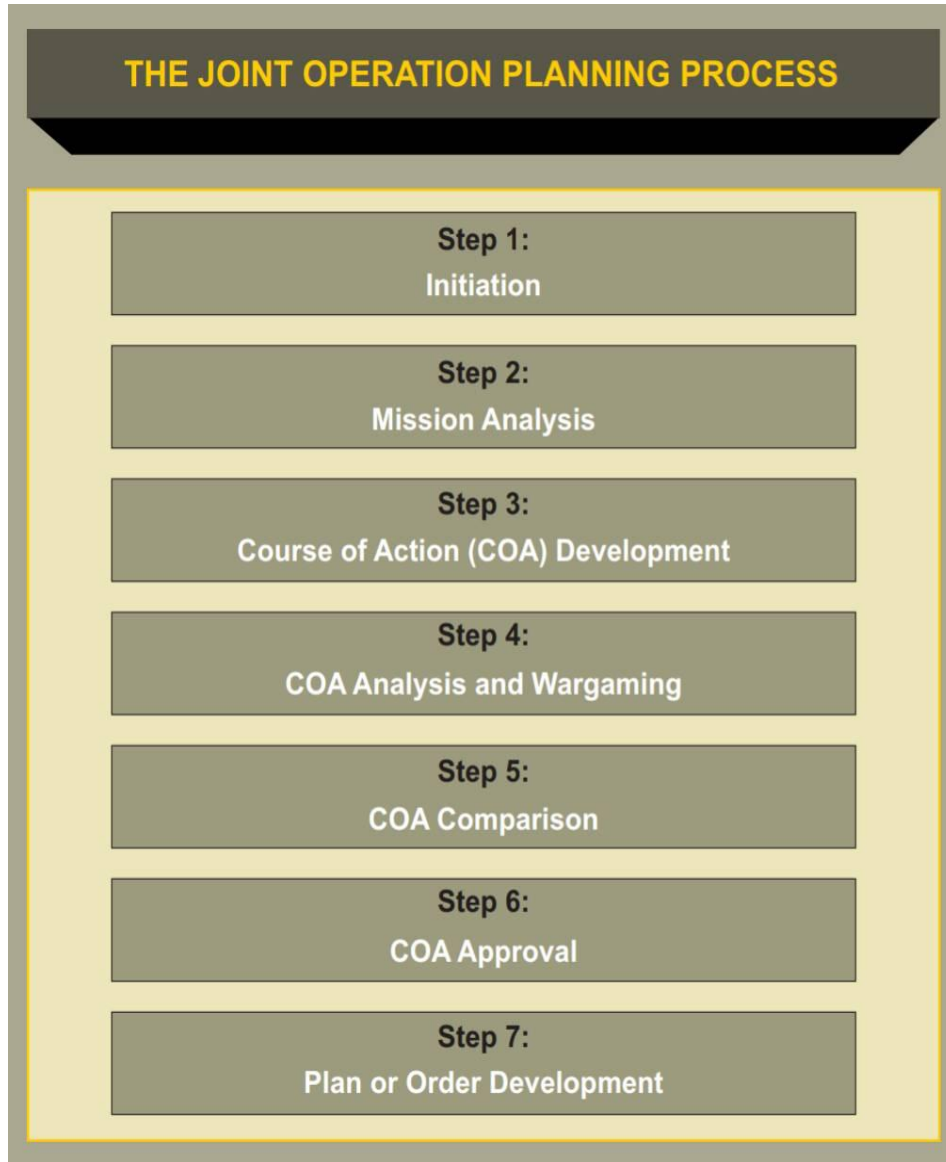 THE JOINT OPERATION PLANNING PROCESS
Step 1:
Initiation
Step 2:
Mission Analysis
Step 3:
Course of Action (COA) Development
Step 4:
COA Analysis and Wargaming
Step 5:
COA Comparison
Step 6:
COA Approval
Step 7:
Plan or Order Development